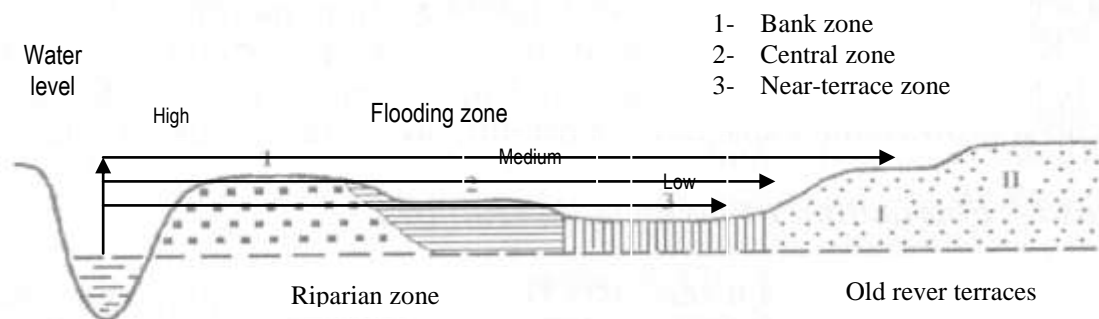 1- Bank zone
2- Central zone
3- Near-terrace zone
Water
level
High
Flooding zone
1
Medium
2
Low
3
II
I
Riparian zone
Old rever terraces